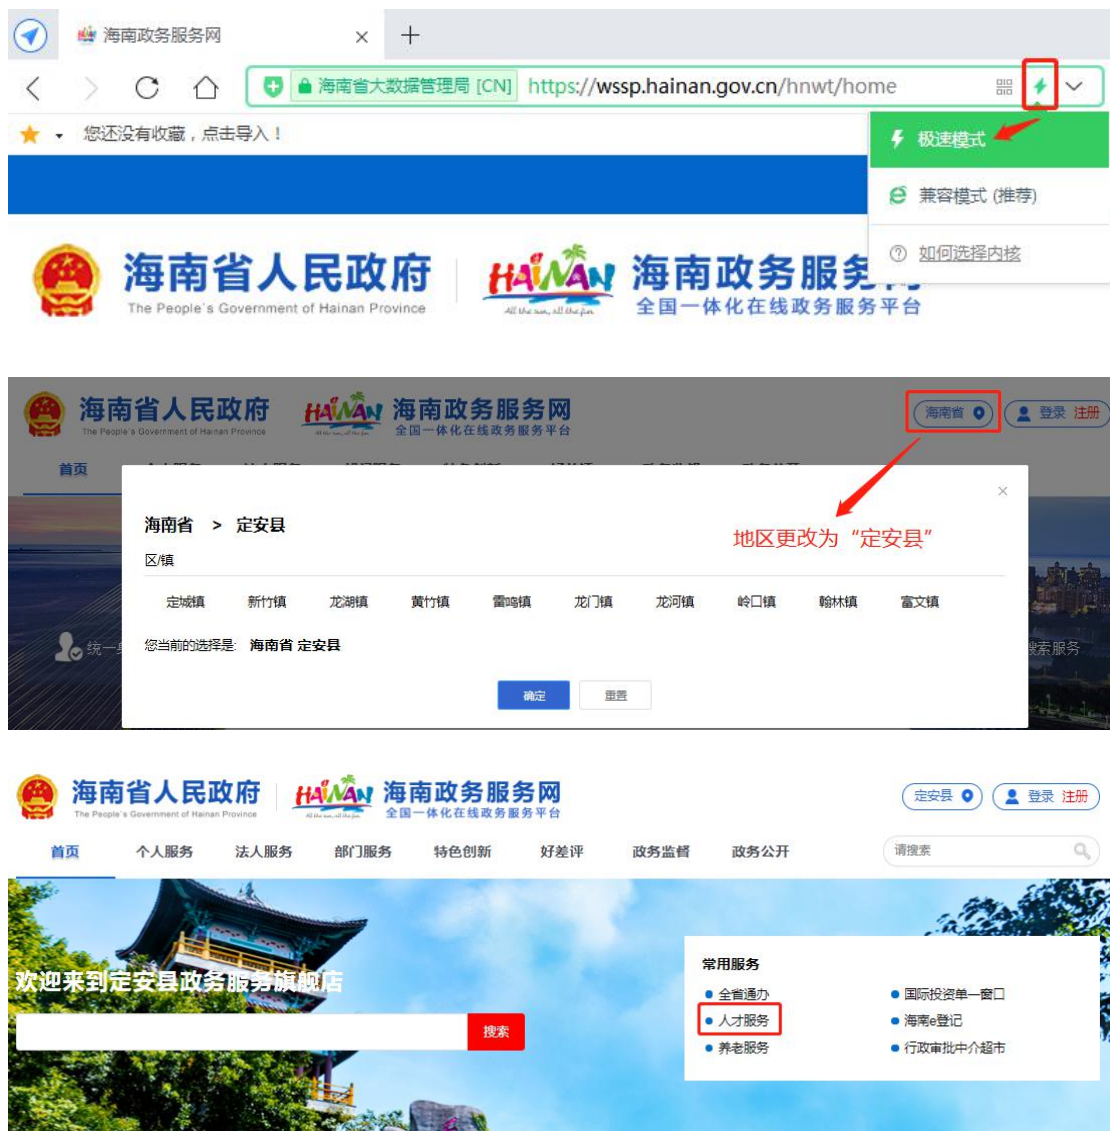 海南政务服务网
海南省大数据管理局 [CN] https://wssp.hainan.gov.cn/hnwt/home
您还没有收藏，点击导入！
极速模式
兼容模式 (推荐)
如何选择内核
海南省人民政府
The People's Government of Hainan Province
HAINAN
All the sun, all the fun
海南政务服务
全国一体化在线政务服务平台
海南省人民政府
The People's Government of Hainan Province
HAINAN
海南政务服务网
全国一体化在线政务服务平台
海南省 登录 注册
首页
海南省 > 定安县
地区更改为“定安县”
区/镇
定城镇 新竹镇 龙湖镇 黄竹镇 雷鸣镇 龙门镇 龙河镇 岭口镇 翰林镇 富文镇
您当前的选择是: 海南省 定安县
统一
搜索服务
确定 重置
海南省人民政府
The People's Government of Hainan Province
HAINAN
海南政务服务网
全国一体化在线政务服务平台
定安县 登录 注册
首页 个人服务 法人服务 部门服务 特色创新 好差评 政务监督 政务公开 请搜索
欢迎来到定安县政务服务旗舰店
搜索
常用服务
全省通办 国际投资单一窗口
人才服务 海南e登记
养老服务 行政审批中介超市